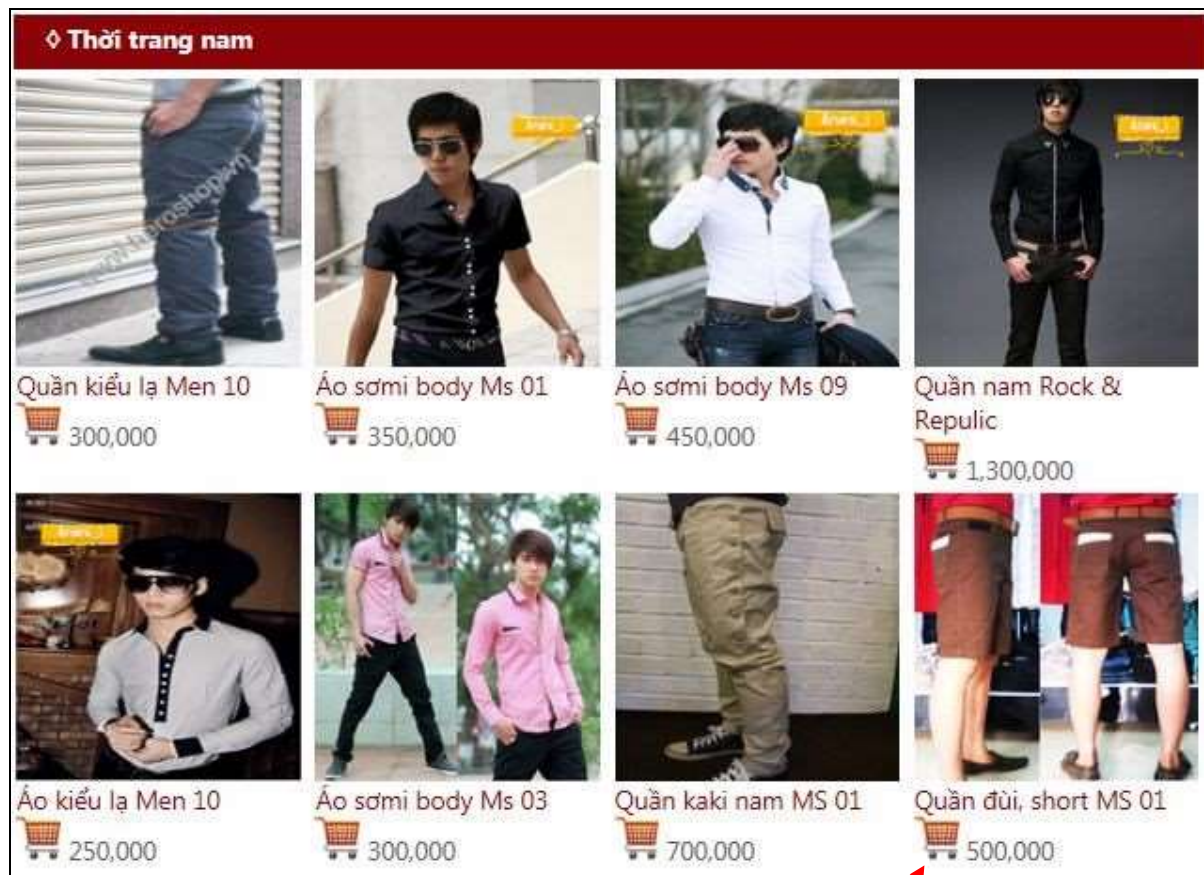 ◊ Thời trang nam
Quần kiểu lạ Men 10
300,000
Áo sơmi body Ms 01
350,000
Áo sơmi body Ms 09
450,000
Quần nam Rock &
Repulic
1,300,000
Áo kiểu lạ Men 10
250,000
Áo sơmi body Ms 03
300,000
Quần kaki nam MS 01
700,000
Quần đùi, short MS 01
500,000